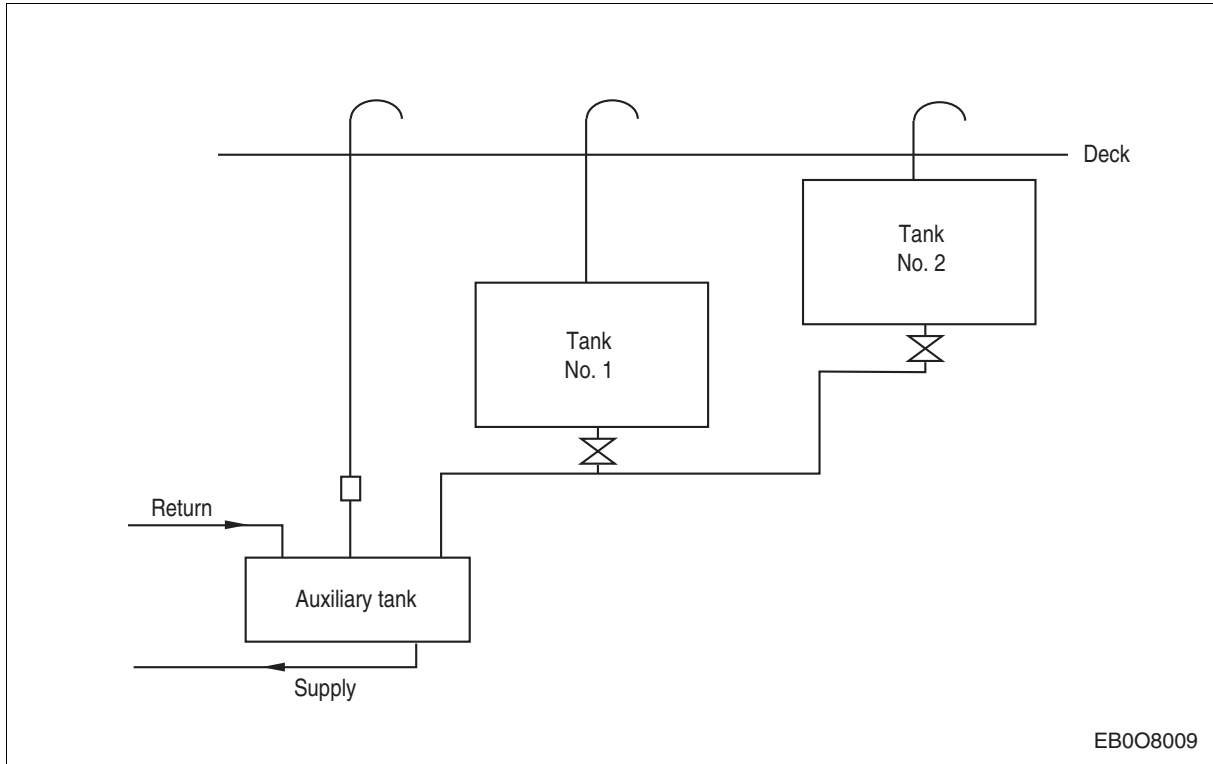 Deck
Tank
No. 2
Tank
No. 1
Return
Auxiliary tank
Supply
EB0O8009